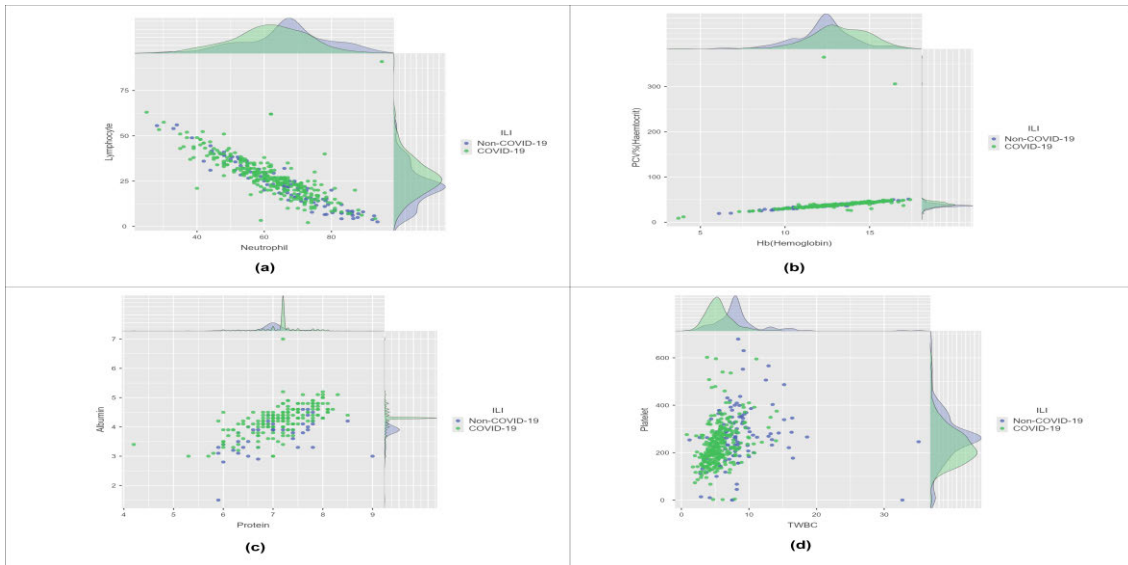 75
50
25
0
Lymphocyte
40
60
80
Neutrophil
ILI
Non-COVID-19
COVID-19
(a)
300
200
100
0
PCV%(Haemtocrit)
5
10
15
Hb(Hemoglobin)
ILI
Non-COVID-19
COVID-19
(b)
7
6
5
4
3
2
Albumin
4
5
6
7
8
9
Protein
ILI
Non-COVID-19
COVID-19
(c)
600
400
200
0
Platelet
0
10
20
30
TWBC
ILI
Non-COVID-19
COVID-19
(d)